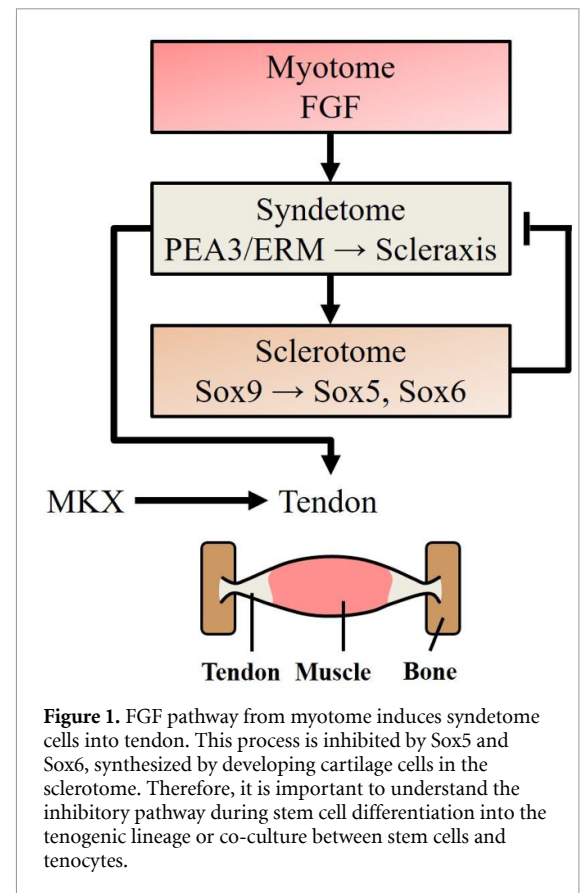 Myotome
FGF
Syndetome
PEA3/ERM → Scleraxis
Sclerotome
Sox9 → Sox5, Sox6
MKX
Tendon
Tendon Muscle Bone
Figure 1. FGF pathway from myotome induces syndetome
cells into tendon. This process is inhibited by Sox5 and
Sox6, synthesized by developing cartilage cells in the
sclerotome. Therefore, it is important to understand the
inhibitory pathway during stem cell differentiation into the
tenogenic lineage or co-culture between stem cells and
tenocytes.